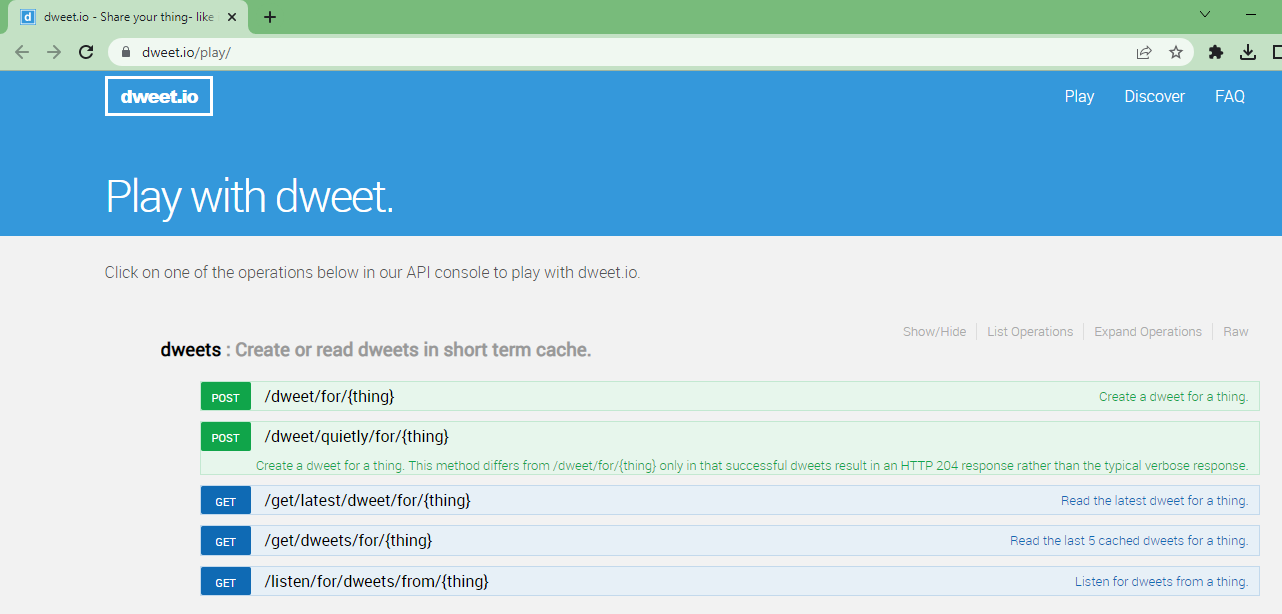 dweet.io - Share your thing- like
dweet.io/play/
dweet.io
Play Discover FAQ
Play with dweet.
Click on one of the operations below in our API console to play with dweet.io.
Show/Hide List Operations Expand Operations Raw
dweets : Create or read dweets in short term cache.
POST /dweet/for/{thing} Create a dweet for a thing.
POST /dweet/quietly/for/{thing}
Create a dweet for a thing. This method differs from /dweet/for/{thing} only in that successful dweets result in an HTTP 204 response rather than the typical verbose response.
GET /get/latest/dweet/for/{thing} Read the latest dweet for a thing.
GET /get/dweets/for/{thing} Read the last 5 cached dweets for a thing.
GET /listen/for/dweets/from/{thing} Listen for dweets from a thing.